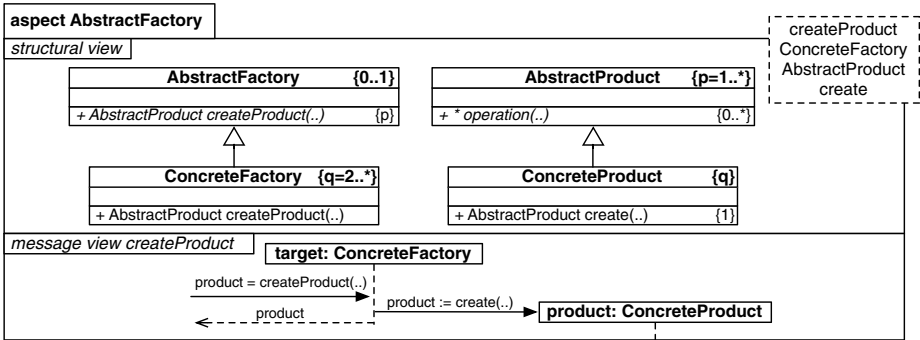 aspect AbstractFactory
structural view
createProduct
ConcreteFactory
AbstractProduct
create
AbstractFactory {0..1}
+ AbstractProduct createProduct(..) {p}
AbstractProduct {p=1..*}
+ * operation(..) {0..*}
ConcreteFactory {q=2..*}
+ AbstractProduct createProduct(..)
ConcreteProduct {q}
+ AbstractProduct create(..) {1}
message view createProduct
target: ConcreteFactory
product = createProduct(..)
product := create(..)
product
product: ConcreteProduct